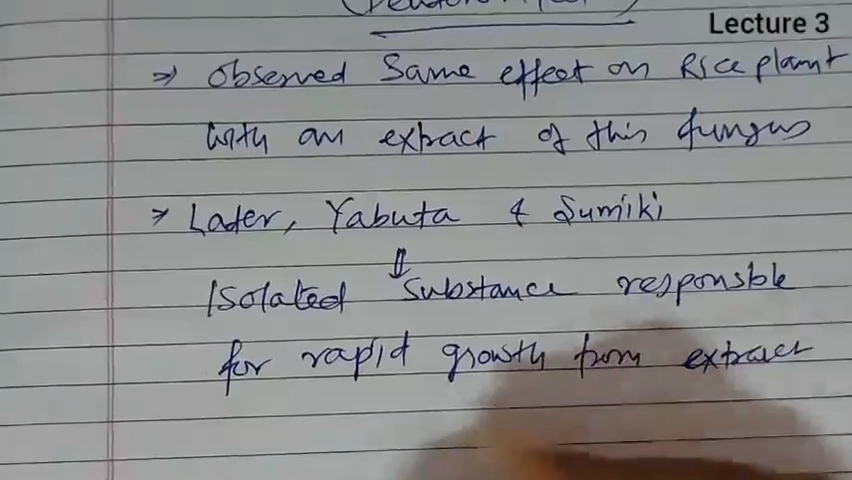 Lecture 3
⇒ Observed Same effect on Rice plant
with an extract of this fungus
⇒ Later, Yabuta & Sumiki
⇓
Isolated Substance responsible
for rapid growth from extract